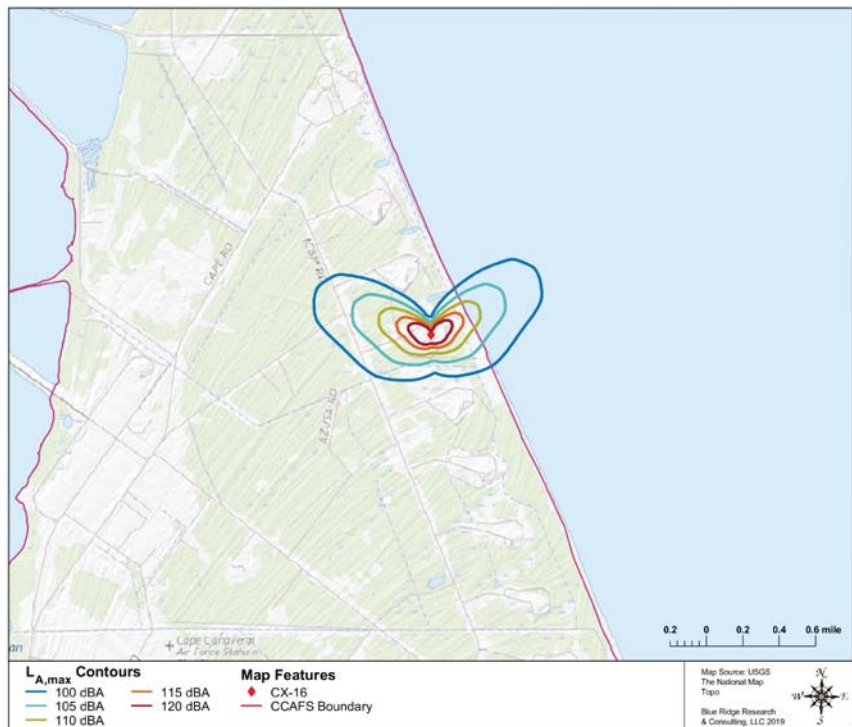 CAPE RD
ICBM RD
AZUSA RD
Cape Canaveral
Air Force Station
0.2 0 0.2 0.4 0.6 mile
LA,max Contours
100 dBA
105 dBA
110 dBA
115 dBA
120 dBA
Map Features
CX-16
CCAFS Boundary
Map Source: USGS
The National Map
Topo
Blue Ridge Research
& Consulting, LLC 2019
N
W E
S